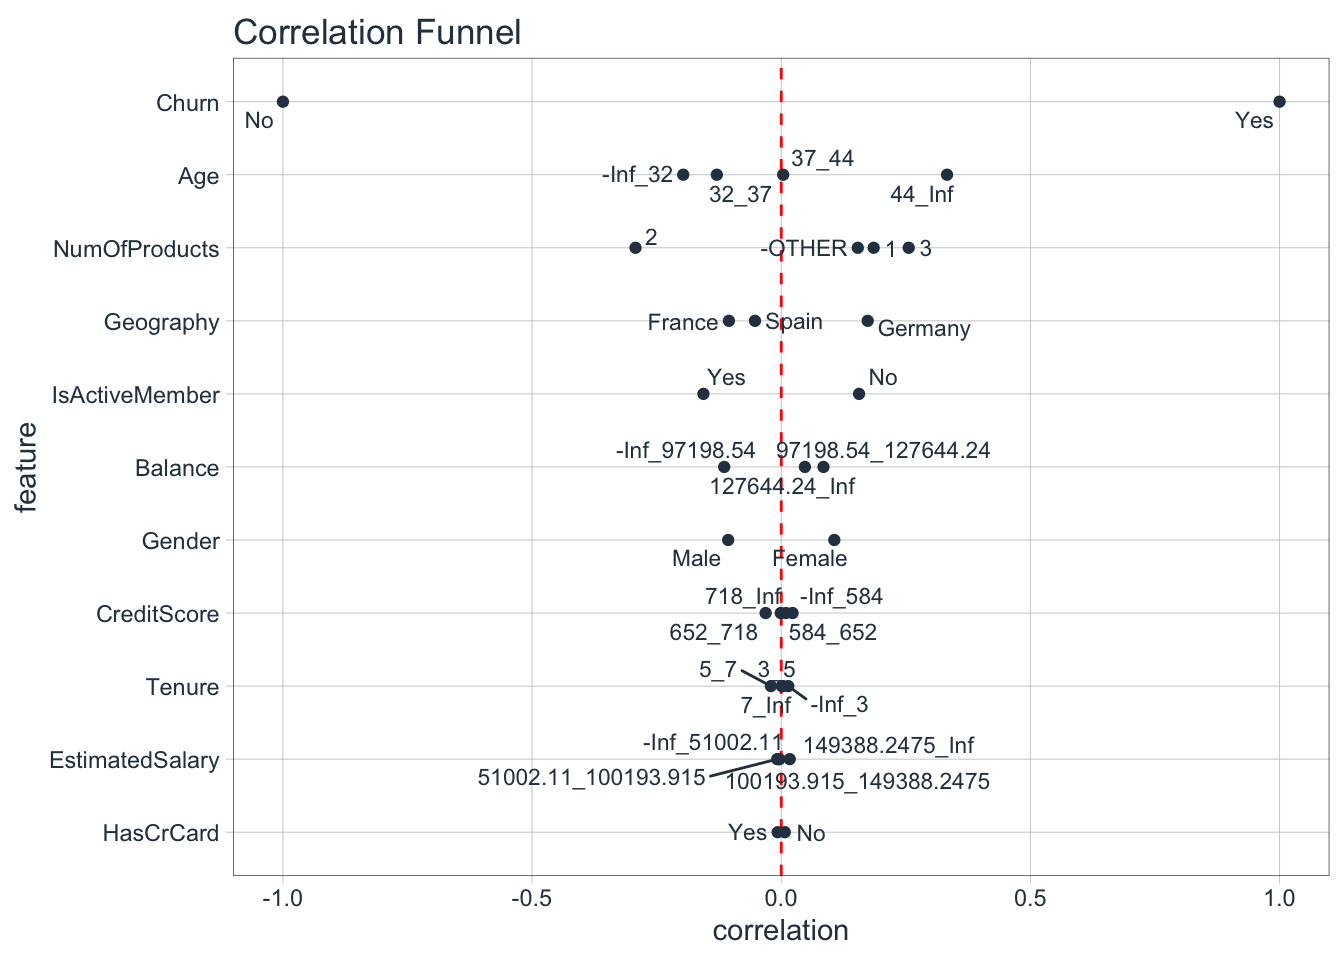 Correlation Funnel
Churn
No
Yes
Age
-Inf_32
32_37
37_44
44_Inf
NumOfProducts
2
-OTHER
1
3
Geography
France
Spain
Germany
IsActiveMember
Yes
No
Balance
-Inf_97198.54
97198.54_127644.24
127644.24_Inf
Gender
Male
Female
CreditScore
718_Inf
-Inf_584
652_718
584_652
Tenure
5_7
3_5
7_Inf
-Inf_3
EstimatedSalary
-Inf_51002.11
149388.2475_Inf
51002.11_100193.915
100193.915_149388.2475
HasCrCard
Yes
No
-1.0
-0.5
0.0
0.5
1.0
correlation
feature